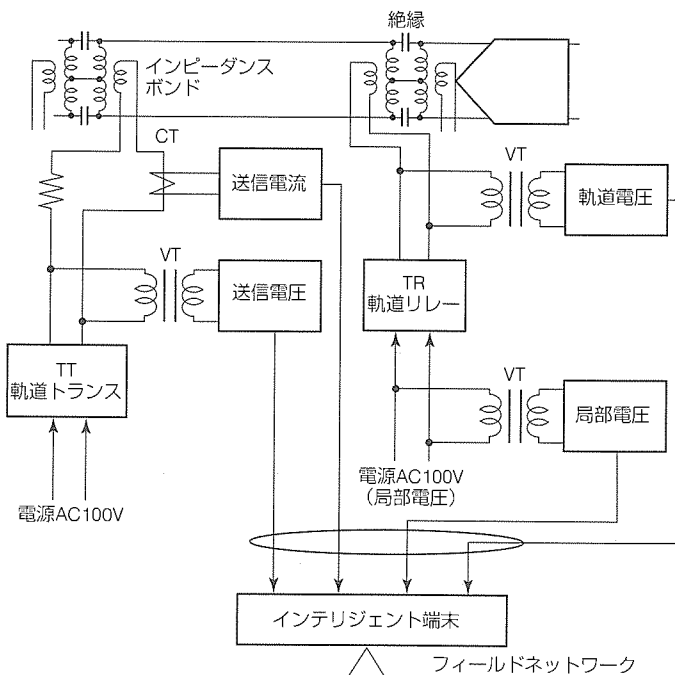 絶縁
インピーダンス
ボンド
CT
送信電流
VT
軌道電圧
VT
送信電圧
TR
軌道リレー
TT
軌道トランス
VT
局部電圧
電源AC100V
(局部電圧)
電源AC100V
インテリジェント端末
フィールドネットワーク